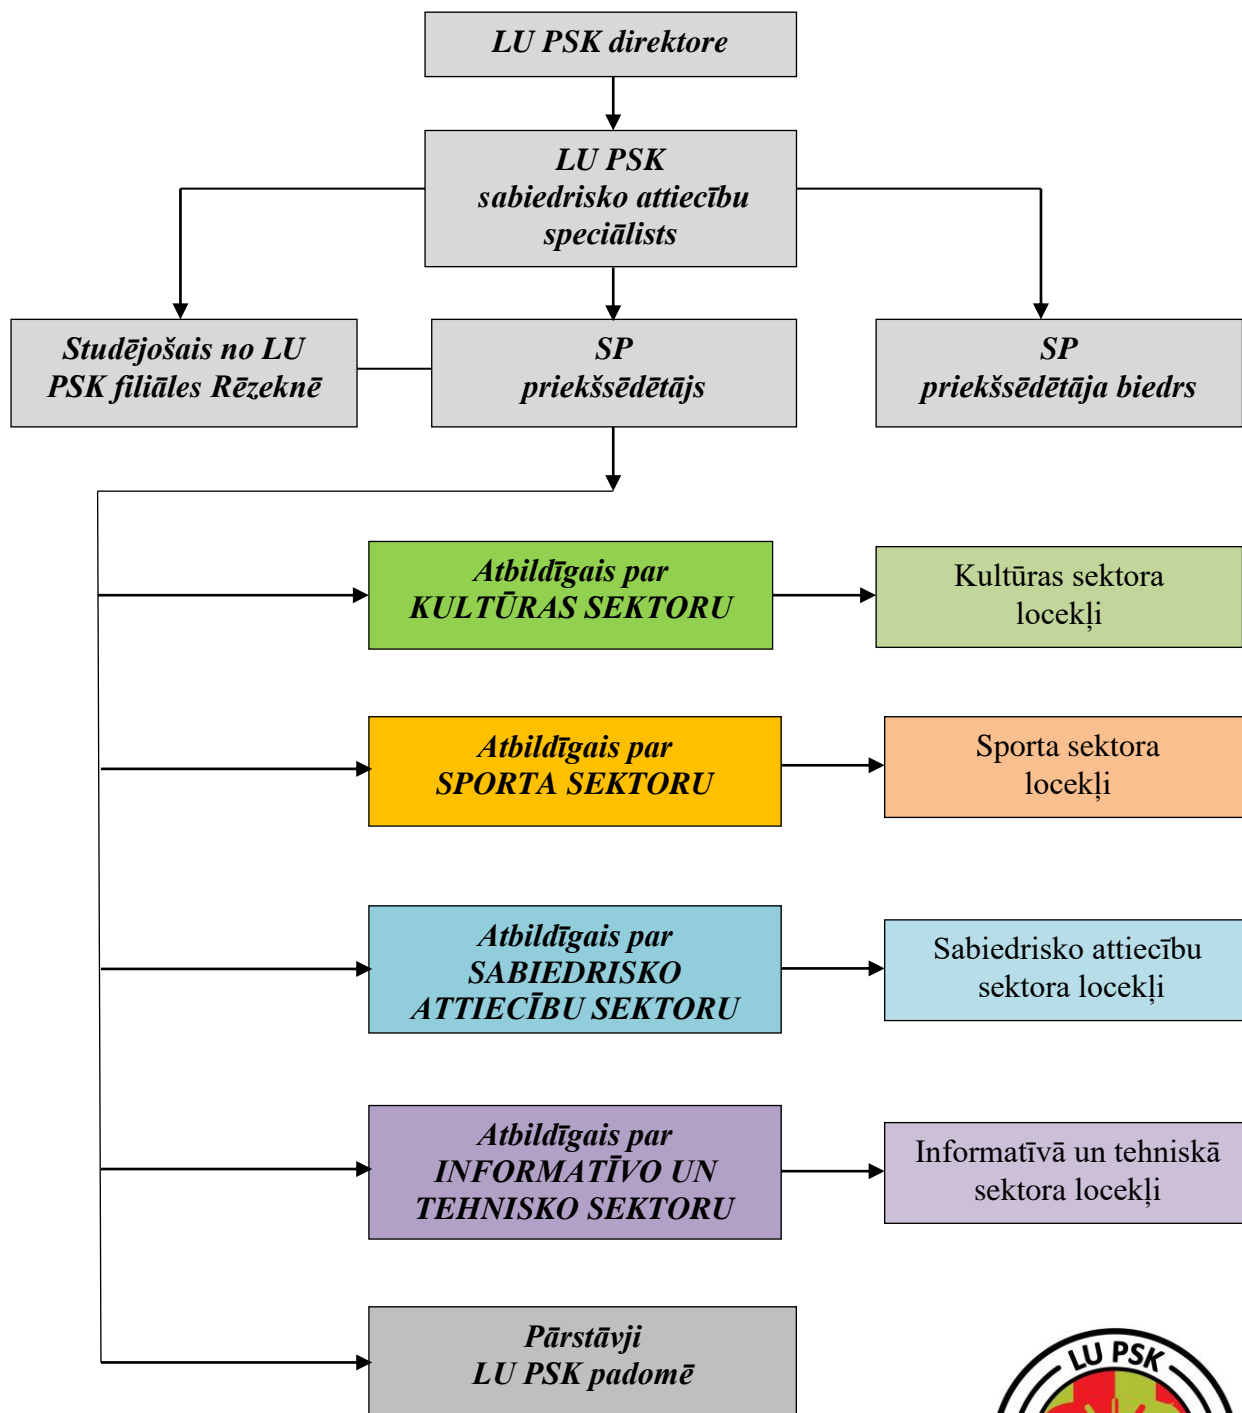 LU PSK direktore
LU PSK
sabiedrisko attiecību
speciālists
Studējošais no LU
PSK filiāles Rēzeknē
SP
priekšsēdētājs
SP
priekšsēdētāja biedrs
Atbildīgais par
KULTŪRAS SEKTORU
Kultūras sektora
locekļi
Atbildīgais par
SPORTA SEKTORU
Sporta sektora
locekļi
Atbildīgais par
SABIEDRISKO
ATTIECĪBU SEKTORU
Sabiedrisko attiecību
sektora locekļi
Atbildīgais par
INFORMATĪVO UN
TEHNISKO SEKTORU
Informatīvā un tehniskā
sektora locekļi
Pārstāvji
LU PSK padomē
LU PSK